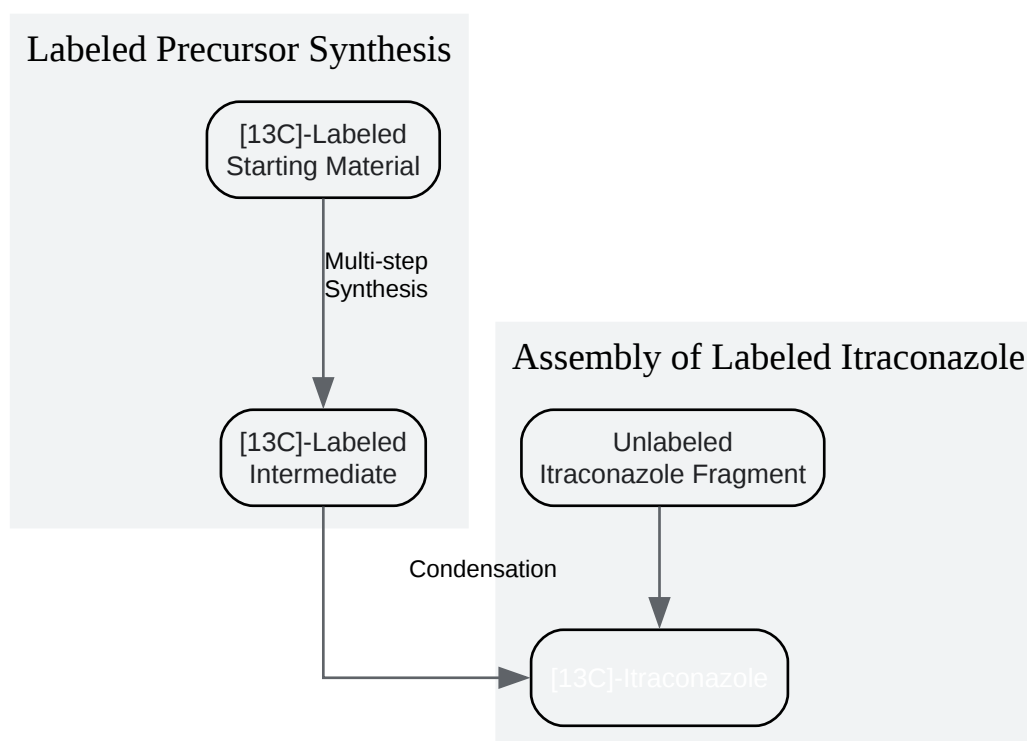 Labeled Precursor Synthesis
[13C]-Labeled
Starting Material
Multi-step
Synthesis
Assembly of Labeled Itraconazole
[13C]-Labeled
Intermediate
Unlabeled
Itraconazole Fragment
Condensation
[13C]-Itraconazole